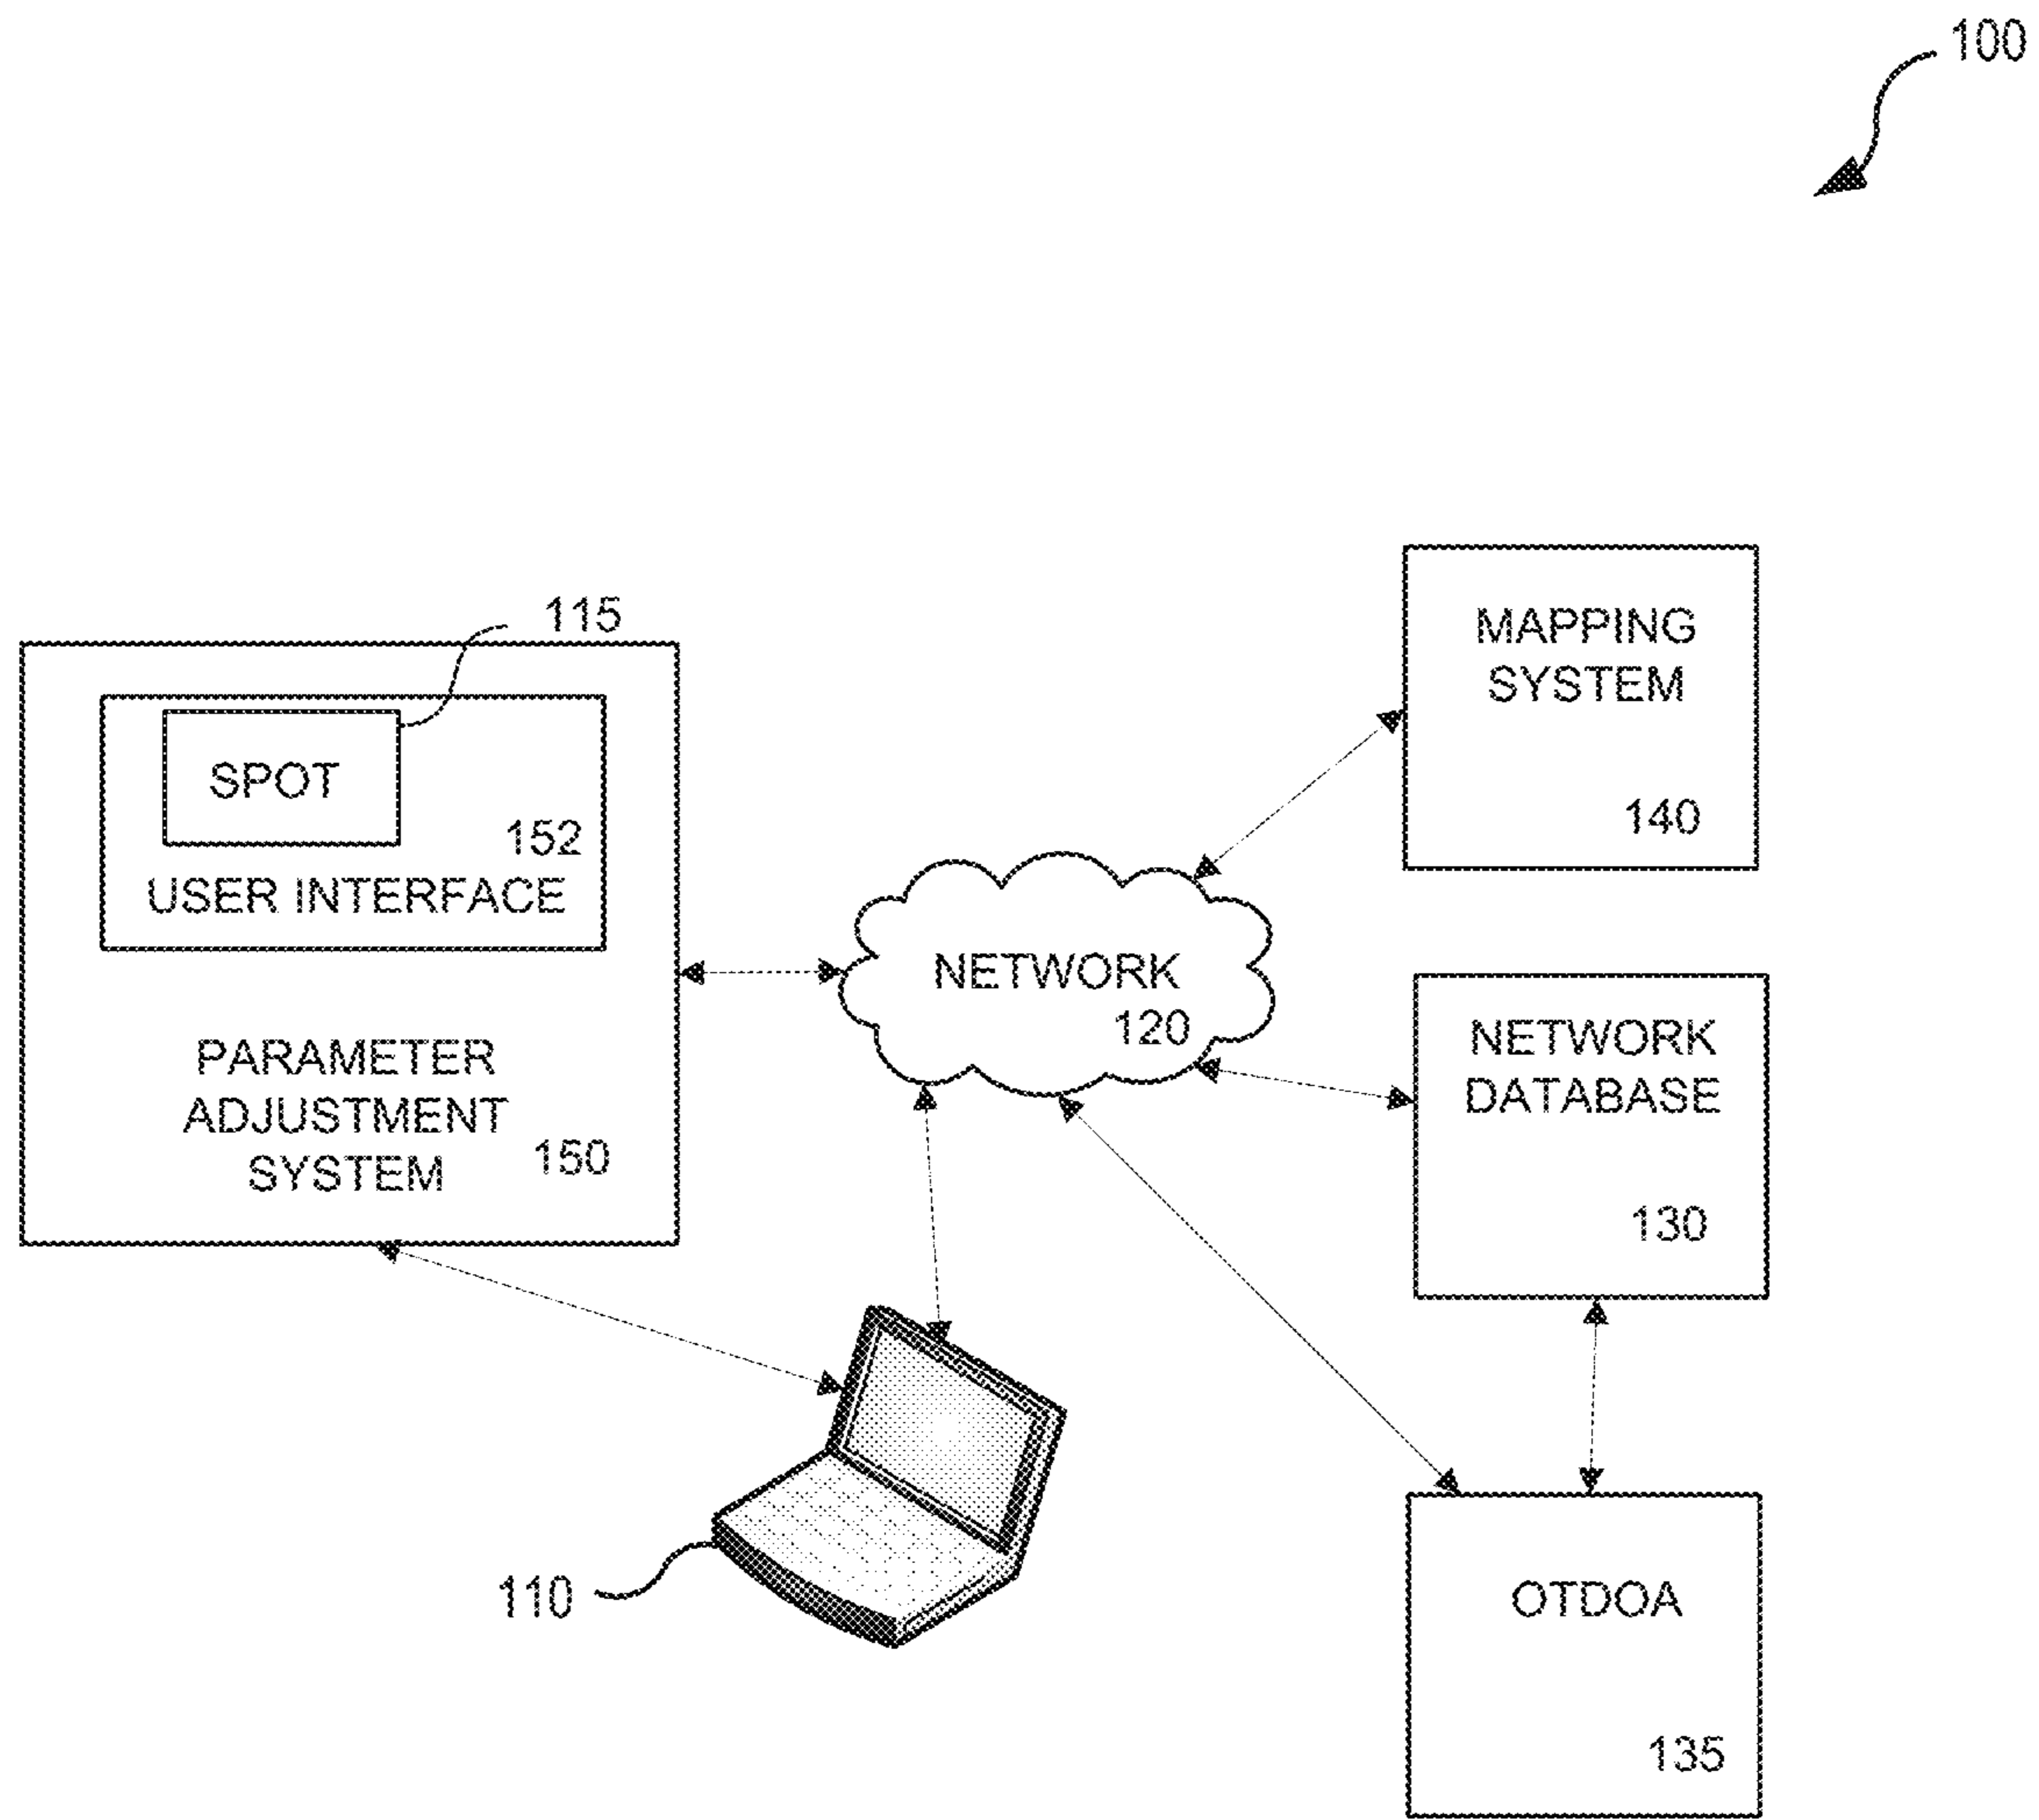 100
115
SPOT
152
USER INTERFACE
PARAMETER
ADJUSTMENT
SYSTEM
150
NETWORK
120
MAPPING
SYSTEM
140
NETWORK
DATABASE
130
110
OTDOA
135